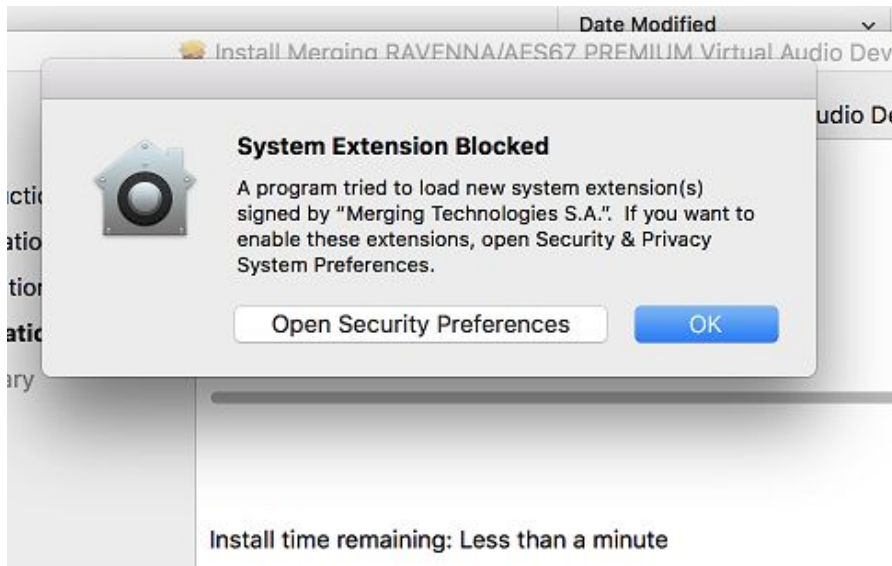 Date Modified
Install Merging RAVENNA/AES67 PREMIUM Virtual Audio Dev
udio De
System Extension Blocked
A program tried to load new system extension(s)
signed by “Merging Technologies S.A.”.  If you want to
enable these extensions, open Security & Privacy
System Preferences.
Open Security Preferences
OK
Install time remaining: Less than a minute